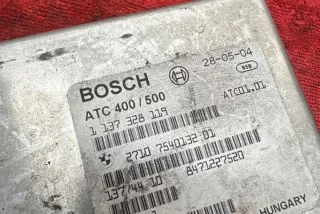 BOSCH 28-05-04
ATC 400/500
1 137 328 119 ATC01.01
2710 7540132 01
137/44 10 8471227520
HUNGARY